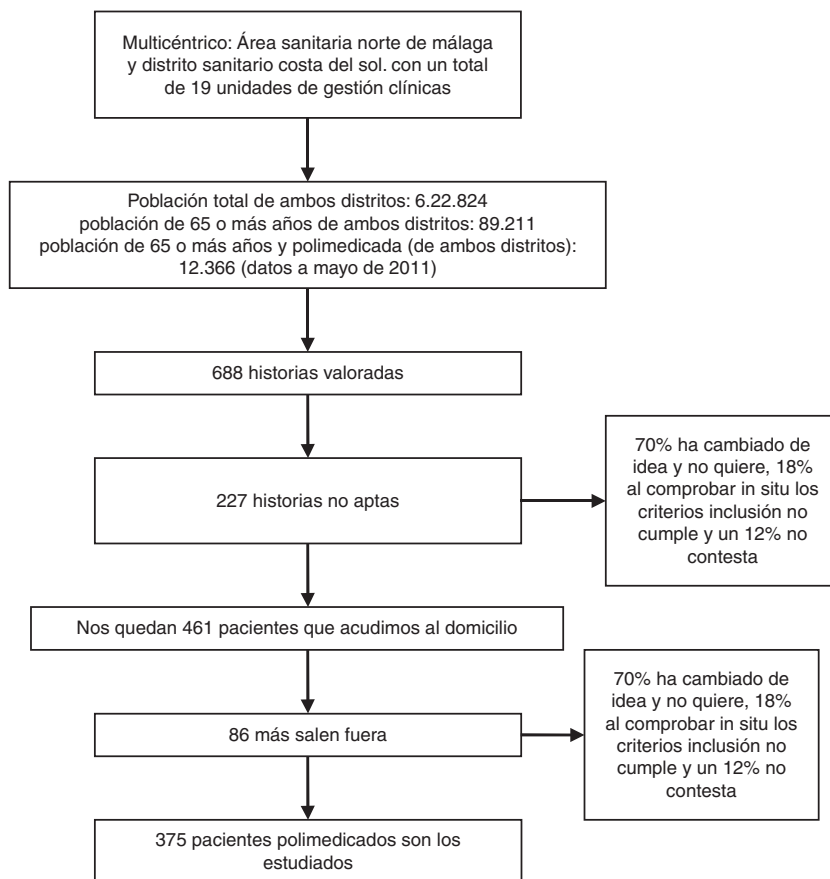 Multicéntrico: Área sanitaria norte de málaga
y distrito sanitario costa del sol. con un total
de 19 unidades de gestión clínicas
Población total de ambos distritos: 6.22.824
población de 65 o más años de ambos distritos: 89.211
población de 65 o más años y polimedicada (de ambos distritos):
12.366 (datos a mayo de 2011)
688 historias valoradas
227 historias no aptas
70% ha cambiado de
idea y no quiere, 18%
al comprobar in situ los
criterios inclusión no
cumple y un 12% no
contesta
Nos quedan 461 pacientes que acudimos al domicilio
86 más salen fuera
70% ha cambiado de
idea y no quiere, 18%
al comprobar in situ los
criterios inclusión no
cumple y un 12% no
contesta
375 pacientes polimedicados son los
estudiados